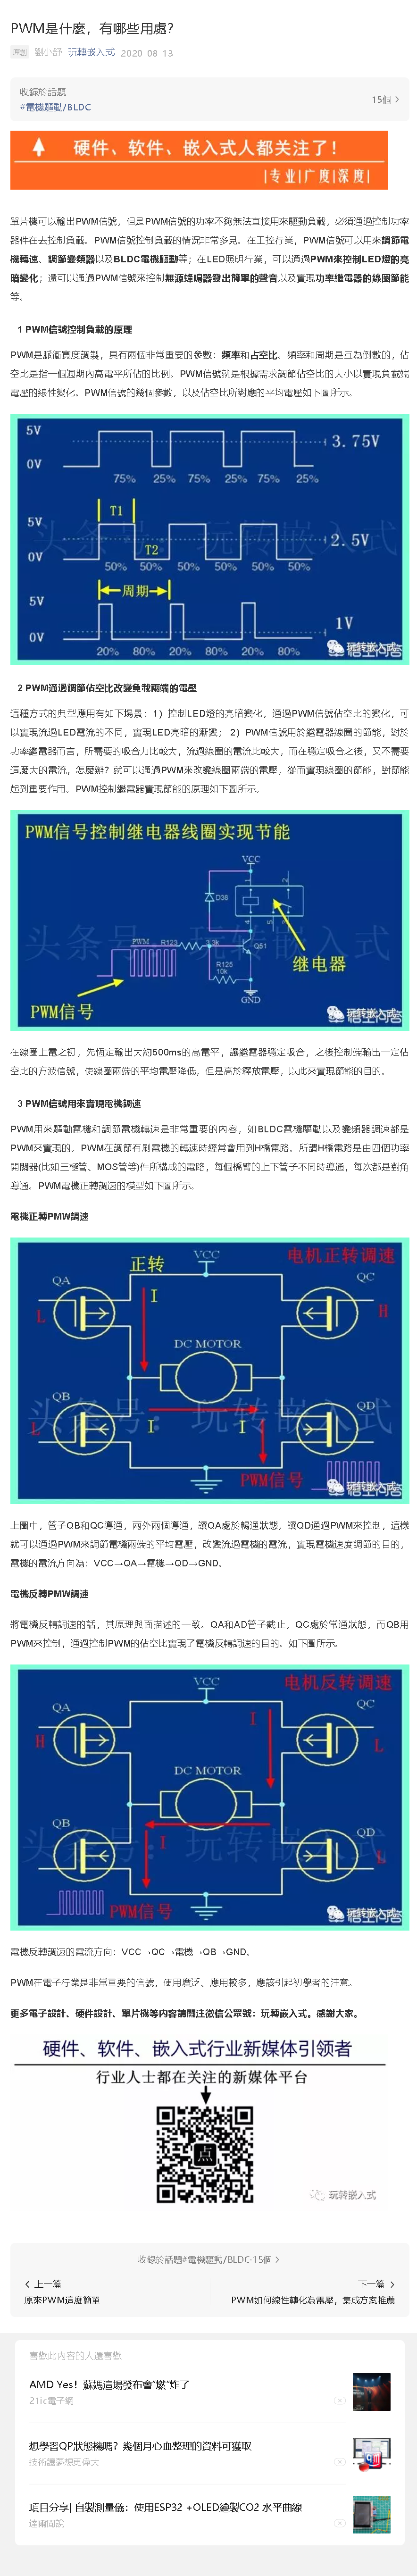 PWM是什麼，有哪些用處?
原創 劉小舒 玩轉嵌入式 2020-08-13
收錄於話題
#電機驅動/BLDC
15個 >
硬件、软件、嵌入式人都关注了！
|专业|广度|深度|
單片機可以輸出PWM信號，但是PWM信號的功率不夠無法直接用來驅動負載，必須通過控制功率
器件在去控制負載。PWM信號控制負載的情況非常多見。在工控行業，PWM信號可以用來調節電
機轉速、調節變頻器以及BLDC電機驅動等；在LED照明行業，可以通過PWM來控制LED燈的亮
暗變化；還可以通過PWM信號來控制無源蜂鳴器發出簡單的聲音以及實現功率繼電器的線圈節能
等。
1 PWM信號控制負載的原理
PWM是脈衝寬度調製，具有兩個非常重要的參數：頻率和占空比。頻率和周期是互為倒數的，佔
空比是指一個週期內高電平所佔的比例。PWM信號就是根據需求調節佔空比的大小以實現負載端
電壓的線性變化。PWM信號的幾個參數，以及佔空比所對應的平均電壓如下圖所示。
5V
3.75V
0V
75% 25% 75% 25% 75% 25%
T1
5V
2.5V
0V
T2
50% 50% 50% 50% 50% 50%
周期
5V
1V
0V
20% 80% 20% 80% 20% 80%
头条号：玩转嵌入式
玩转嵌入式
2 PWM通過調節佔空比改變負載兩端的電壓
這種方式的典型應用有如下場景：1）控制LED燈的亮暗變化，通過PWM信號佔空比的變化，可
以實現流過LED電流的不同，實現LED亮暗的漸變； 2）PWM信號用於繼電器線圈的節能，對於
功率繼電器而言，所需要的吸合力比較大，流過線圈的電流比較大，而在穩定吸合之後，又不需要
這麼大的電流，怎麼辦？就可以通過PWM來改變線圈兩端的電壓，從而實現線圈的節能，對節能
起到重要作用。PWM控制繼電器實現節能的原理如下圖所示。
PWM信号控制继电器线圈实现节能
VCC
D38
PWM R123 3.3k Q51
R125
10k
GND
继电器
PWM信号
头条号：玩转嵌入式
玩转嵌入式
在線圈上電之初，先恆定輸出大約500ms的高電平，讓繼電器穩定吸合，之後控制端輸出一定佔
空比的方波信號，使線圈兩端的平均電壓降低，但是高於釋放電壓，以此來實現節能的目的。
3 PWM信號用來實現電機調速
PWM用來驅動電機和調節電機轉速是非常重要的內容，如BLDC電機驅動以及變頻器調速都是
PWM來實現的。PWM在調節有刷電機的轉速時經常會用到H橋電路。所謂H橋電路是由四個功率
開關器(比如三極管、MOS管等)件所構成的電路，每個橋臂的上下管子不同時導通，每次都是對角
導通。PWM電機正轉調速的模型如下圖所示。
電機正轉PMW調速
正转 VCC 电机正转调速
QA I QC
L H
DC MOTOR
QB QD
L I
PWM信号
头条号：玩转嵌入式
玩转嵌入式
上圖中，管子QB和QC導通，兩外兩個導通，讓QA處於暢通狀態，讓QD通過PWM來控制，這樣
就可以通過PWM來調節電機兩端的平均電壓，改變流過電機的電流，實現電機速度調節的目的，
電機的電流方向為：VCC→QA→電機→QD→GND。
電機反轉PMW調速
將電機反轉調速的話，其原理與面描述的一致。QA和AD管子截止，QC處於常通狀態，而QB用
PWM來控制，通過控制PWM的佔空比實現了電機反轉調速的目的。如下圖所示。
VCC 电机反转调速
QA I QC
H L
DC MOTOR
QB I QD
L
PWM信号
头条号：玩转嵌入式
玩转嵌入式
電機反轉調速的電流方向：VCC→QC→電機→QB→GND。
PWM在電子行業是非常重要的信號，使用廣泛、應用較多，應該引起初學者的注意。
更多電子設計、硬件設計、單片機等內容請關注微信公眾號：玩轉嵌入式。感謝大家。
硬件、软件、嵌入式行业新媒体引领者
行业人士都在关注的新媒体平台
点
玩转嵌入式
收錄於話題#電機驅動/BLDC·15個 >
< 上一篇
下一篇 >
原來PWM這麼簡單
PWM如何線性轉化為電壓，集成方案推薦
喜歡此內容的人還喜歡
AMD Yes！蘇媽這場發布會"燃"炸了
21ic電子網
想學習QP狀態機嗎？幾個月心血整理的資料可獲取
技術讓夢想更偉大
項目分享| 自製測量儀：使用ESP32 +OLED繪製CO2 水平曲線
達爾聞說